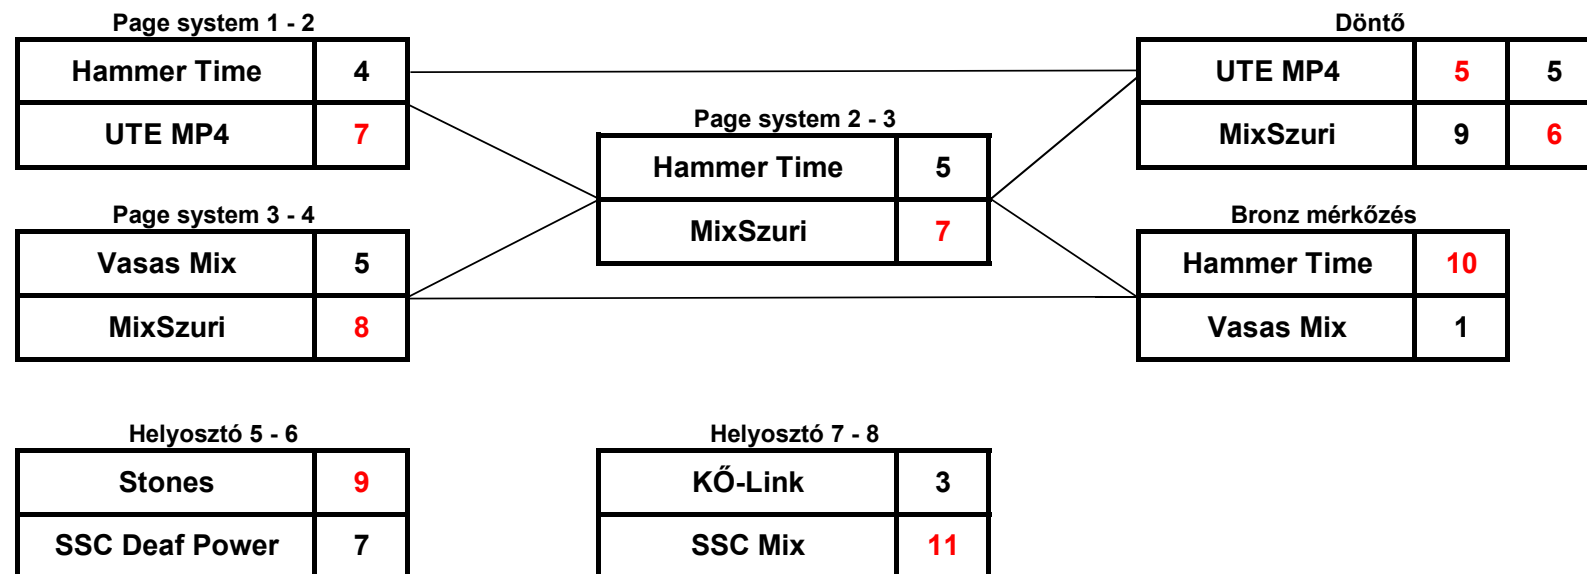 Page system 1 - 2
Hammer Time 4
UTE MP4 7
Page system 3 - 4
Vasas Mix 5
MixSzuri 8
Page system 2 - 3
Hammer Time 5
MixSzuri 7
Döntő
UTE MP4 5 5
MixSzuri 9 6
Bronz mérkőzés
Hammer Time 10
Vasas Mix 1
Helyosztó 5 - 6
Stones 9
SSC Deaf Power 7
Helyosztó 7 - 8
KŐ-Link 3
SSC Mix 11